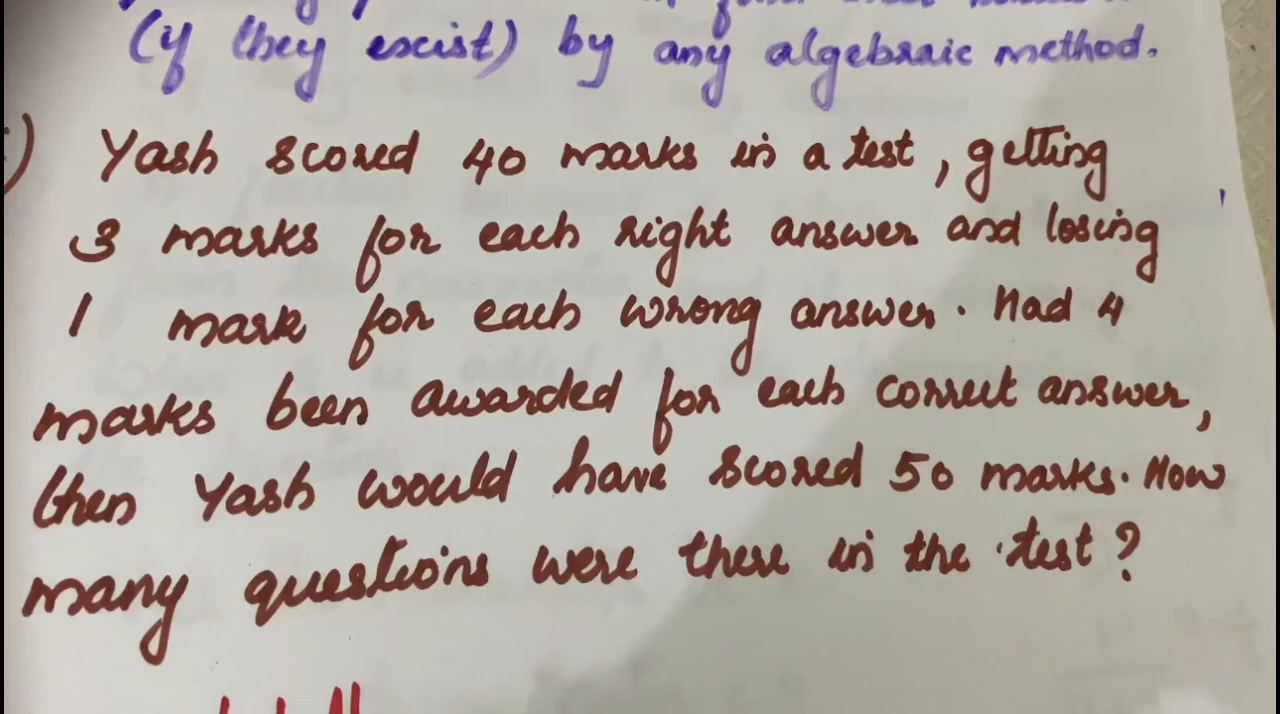 (if they excist) by any algebraic method.
Yash scored 40 marks in a test, getting
3 marks for each right answer and losing
1 mark for each wrong answer. Had 4
marks been awarded for each correct answer,
then Yash would have scored 50 marks. How
many questions were there in the test?